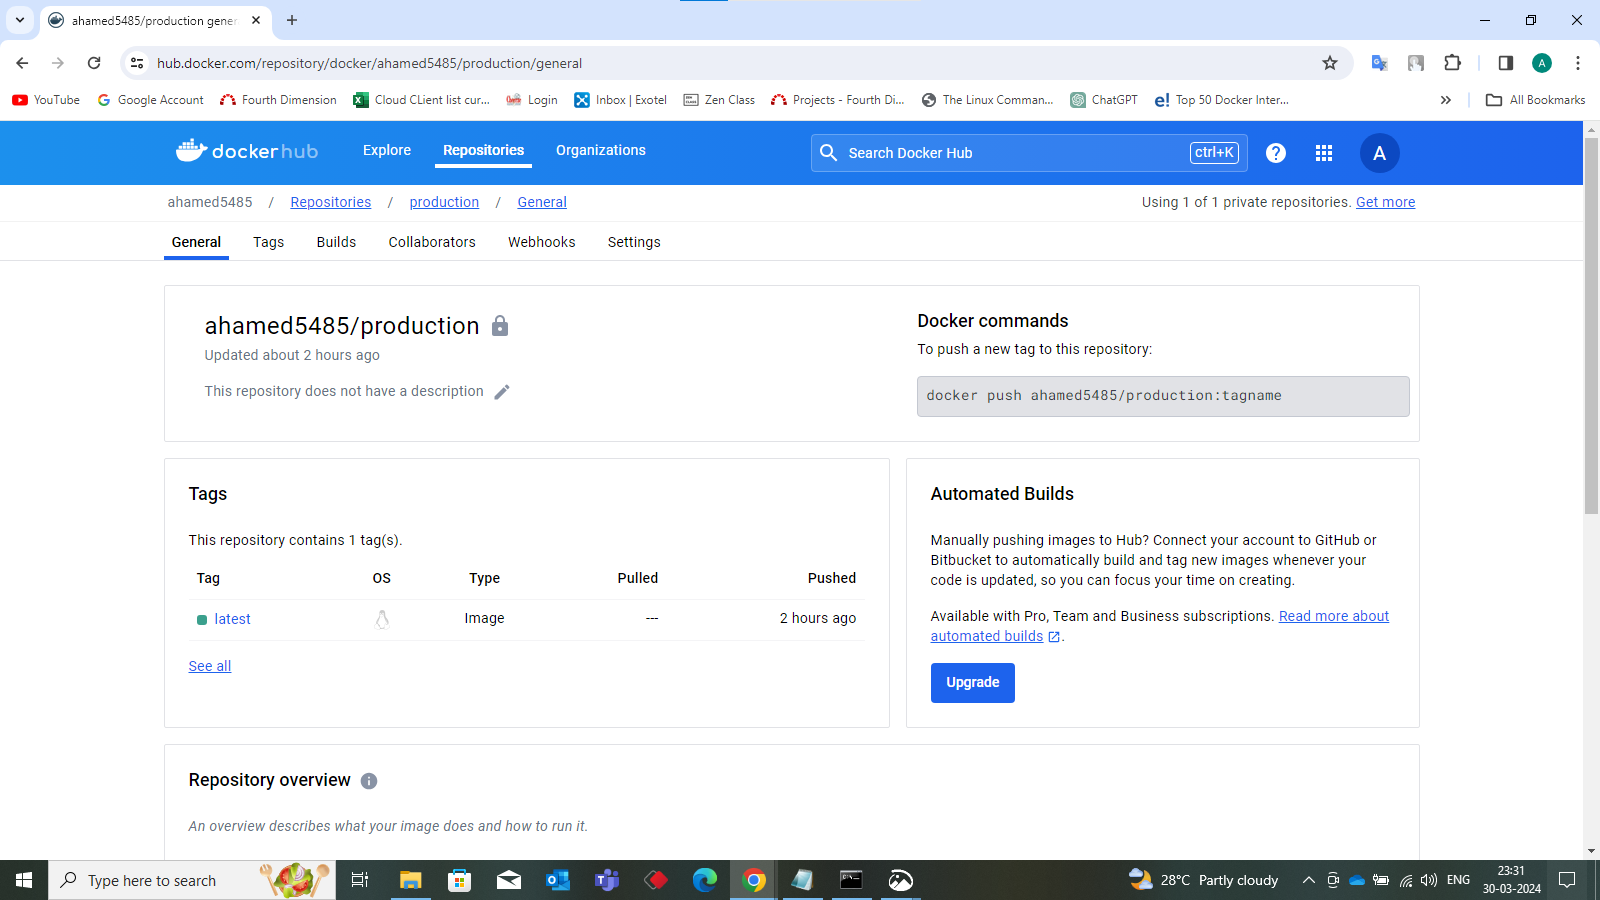 ahamed5485/production gener
hub.docker.com/repository/docker/ahamed5485/production/general
A
YouTube
Google Account
Fourth Dimension
Cloud CLient list cur...
Login
Inbox | Exotel
Zen Class
Projects - Fourth Di...
The Linux Comman...
ChatGPT
e! Top 50 Docker Inter...
All Bookmarks
dockerhub
Explore
Repositories
Organizations
Search Docker Hub
ctrl+K
A
ahamed5485 / Repositories / production / General
Using 1 of 1 private repositories. Get more
General
Tags
Builds
Collaborators
Webhooks
Settings
ahamed5485/production
Updated about 2 hours ago
This repository does not have a description
Docker commands
To push a new tag to this repository:
docker push ahamed5485/production:tagname
Tags
This repository contains 1 tag(s).
Tag OS Type Pulled Pushed
latest Image --- 2 hours ago
See all
Automated Builds
Manually pushing images to Hub? Connect your account to GitHub or
Bitbucket to automatically build and tag new images whenever your
code is updated, so you can focus your time on creating.
Available with Pro, Team and Business subscriptions. Read more about
automated builds .
Upgrade
Repository overview
An overview describes what your image does and how to run it.
Type here to search
28°C Partly cloudy
ENG
23:31
30-03-2024